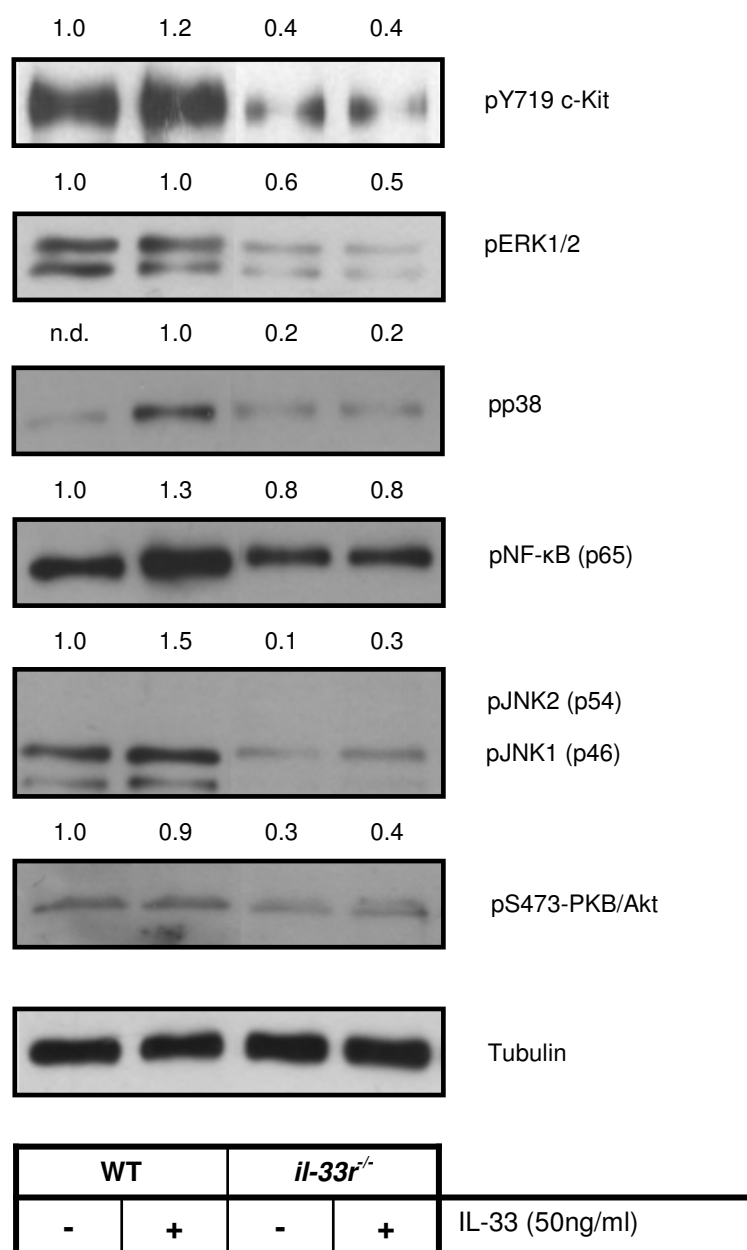 1.0 1.2 0.4 0.4
pY719 c-Kit
1.0 1.0 0.6 0.5
pERK1/2
n.d. 1.0 0.2 0.2
pp38
1.0 1.3 0.8 0.8
pNF-κB (p65)
1.0 1.5 0.1 0.3
pJNK2 (p54)
pJNK1 (p46)
1.0 0.9 0.3 0.4
pS473-PKB/Akt
Tubulin
WT il-33r-/-
- + - + IL-33 (50ng/ml)